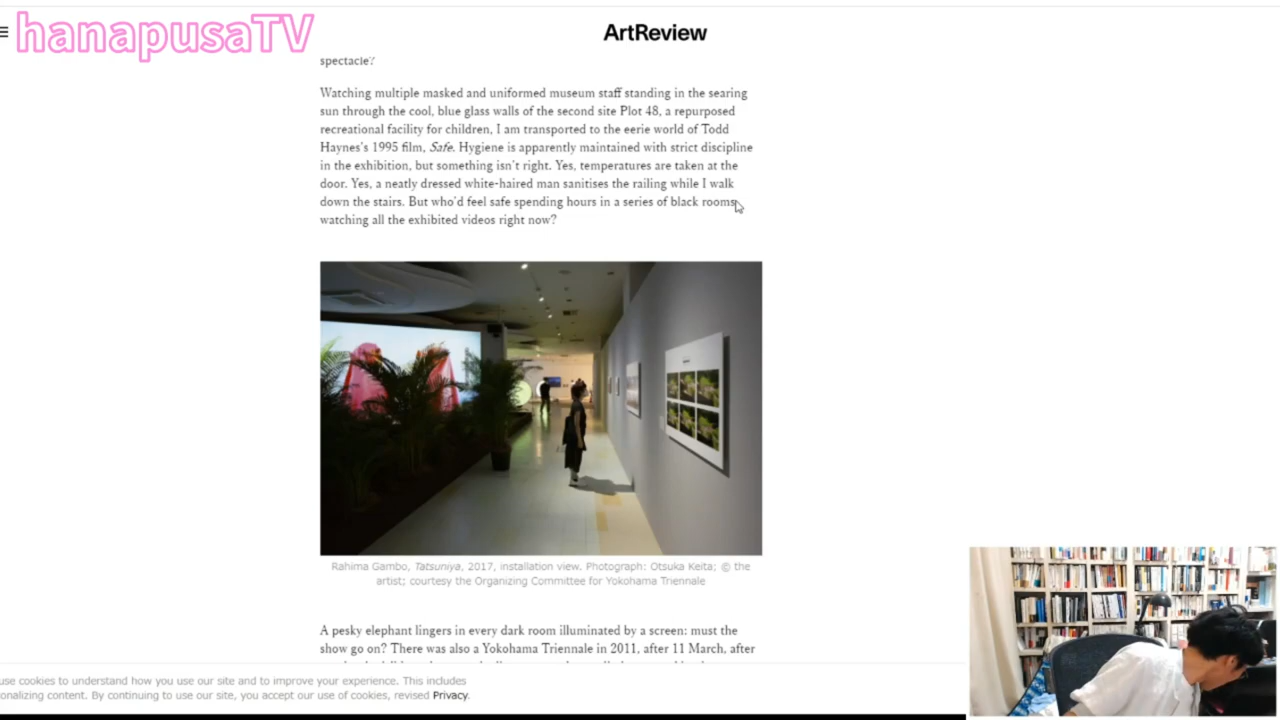 hanapusaTV
ArtReview
spectacle?
Watching multiple masked and uniformed museum staff standing in the searing
sun through the cool, blue glass walls of the second site Plot 48, a repurposed
recreational facility for children, I am transported to the eerie world of Todd
Haynes's 1995 film, Safe. Hygiene is apparently maintained with strict discipline
in the exhibition, but something isn't right. Yes, temperatures are taken at the
door. Yes, a neatly dressed white-haired man sanitises the railing while I walk
down the stairs. But who'd feel safe spending hours in a series of black rooms
watching all the exhibited videos right now?
Rahima Gambo, Tatsuniya, 2017, installation view. Photograph: Otsuka Keita; © the
artist; courtesy the Organizing Committee for Yokohama Triennale
A pesky elephant lingers in every dark room illuminated by a screen: must the
show go on? There was also a Yokohama Triennale in 2011, after 11 March, after
use cookies to understand how you use our site and to improve your experience. This includes
onalizing content. By continuing to use our site, you accept our use of cookies, revised Privacy.